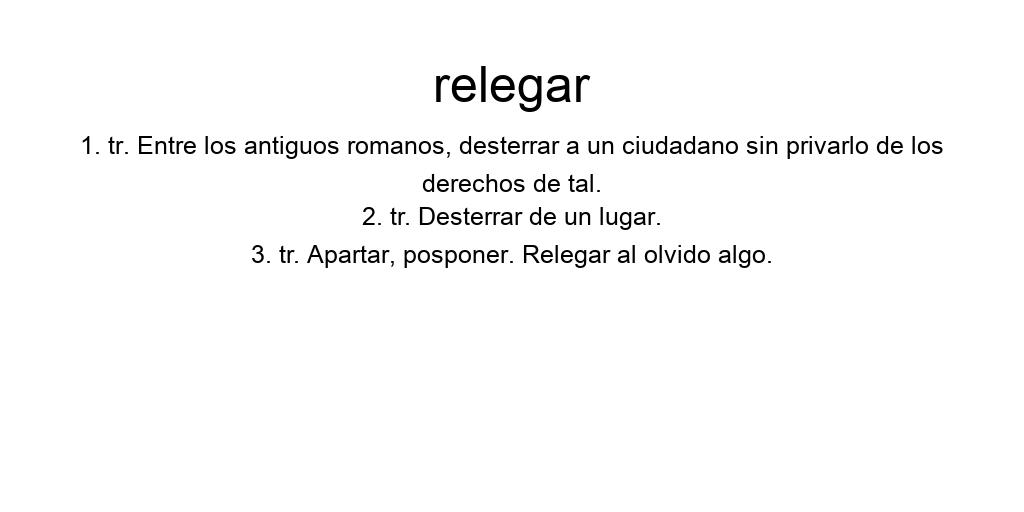 relegar
1. tr. Entre los antiguos romanos, desterrar a un ciudadano sin privarlo de los
derechos de tal.
2. tr. Desterrar de un lugar.
3. tr. Apartar, posponer. Relegar al olvido algo.